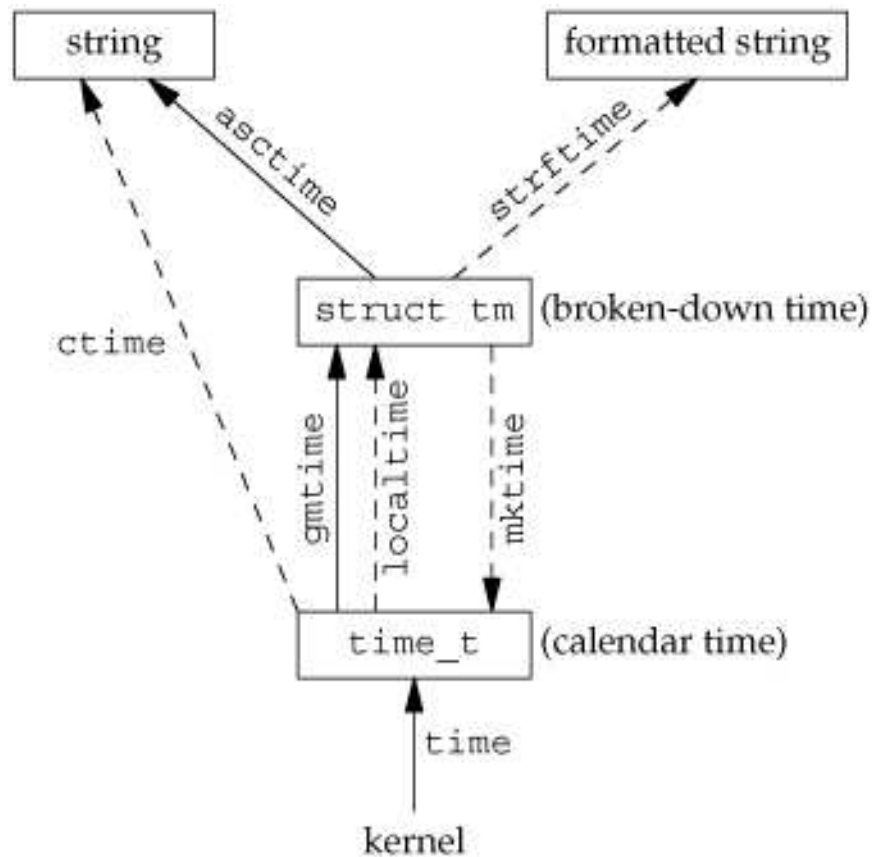 string
formatted string
asctime
strftime
struct tm (broken-down time)
ctime
gmtime
localtime
mktime
time_t (calendar time)
time
kernel